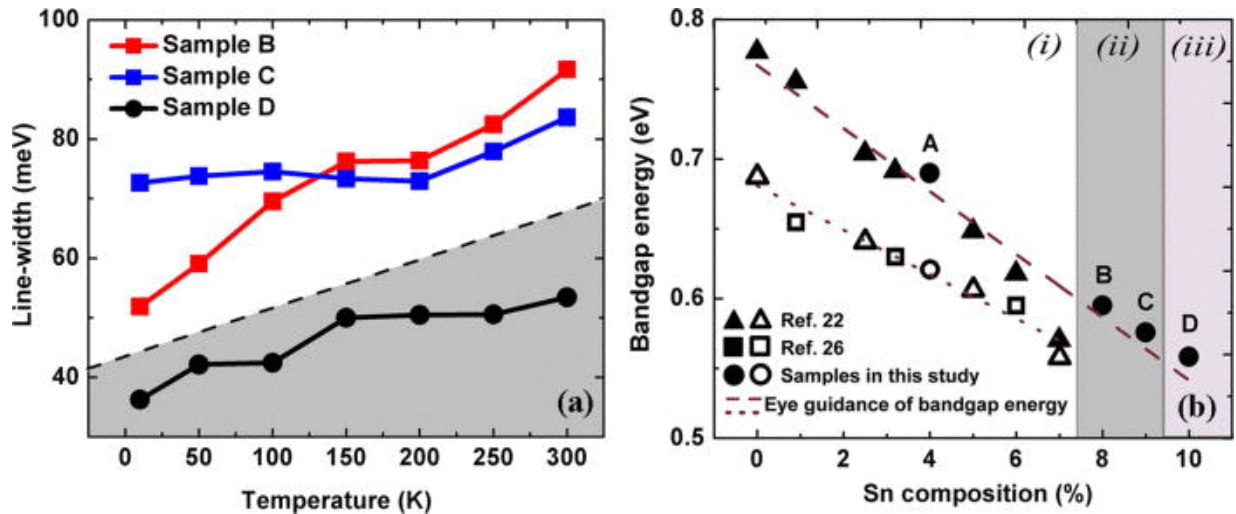 100
80
60
40
Line-width (meV)
Sample B
Sample C
Sample D
(a)
0 50 100 150 200 250 300
Temperature (K)
0.8
0.7
0.6
0.5
Bandgap energy (eV)
(i) (ii) (iii)
A
B
C
D
Ref. 22
Ref. 26
Samples in this study
Eye guidance of bandgap energy
(b)
0 2 4 6 8 10
Sn composition (%)